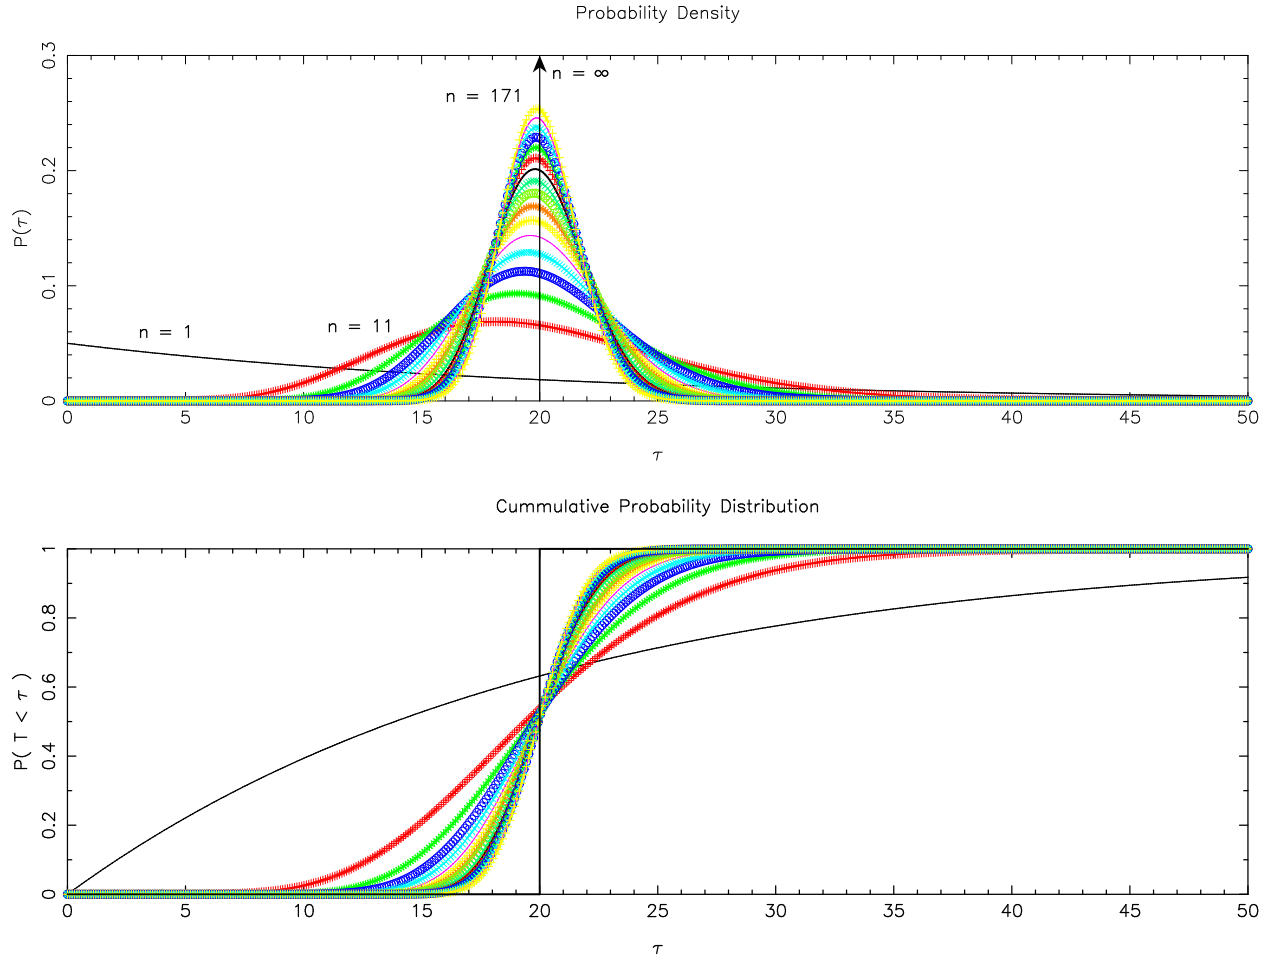 Probability Density
0.3
n = ∞
n = 171
0.2
P(τ)
n = 1
n = 11
0.1
0
0 5 10 15 20 25 30 35 40 45 50
τ
Cummulative Probability Distribution
1
0.8
0.6
P( T < τ )
0.4
0.2
0
0 5 10 15 20 25 30 35 40 45 50
τ